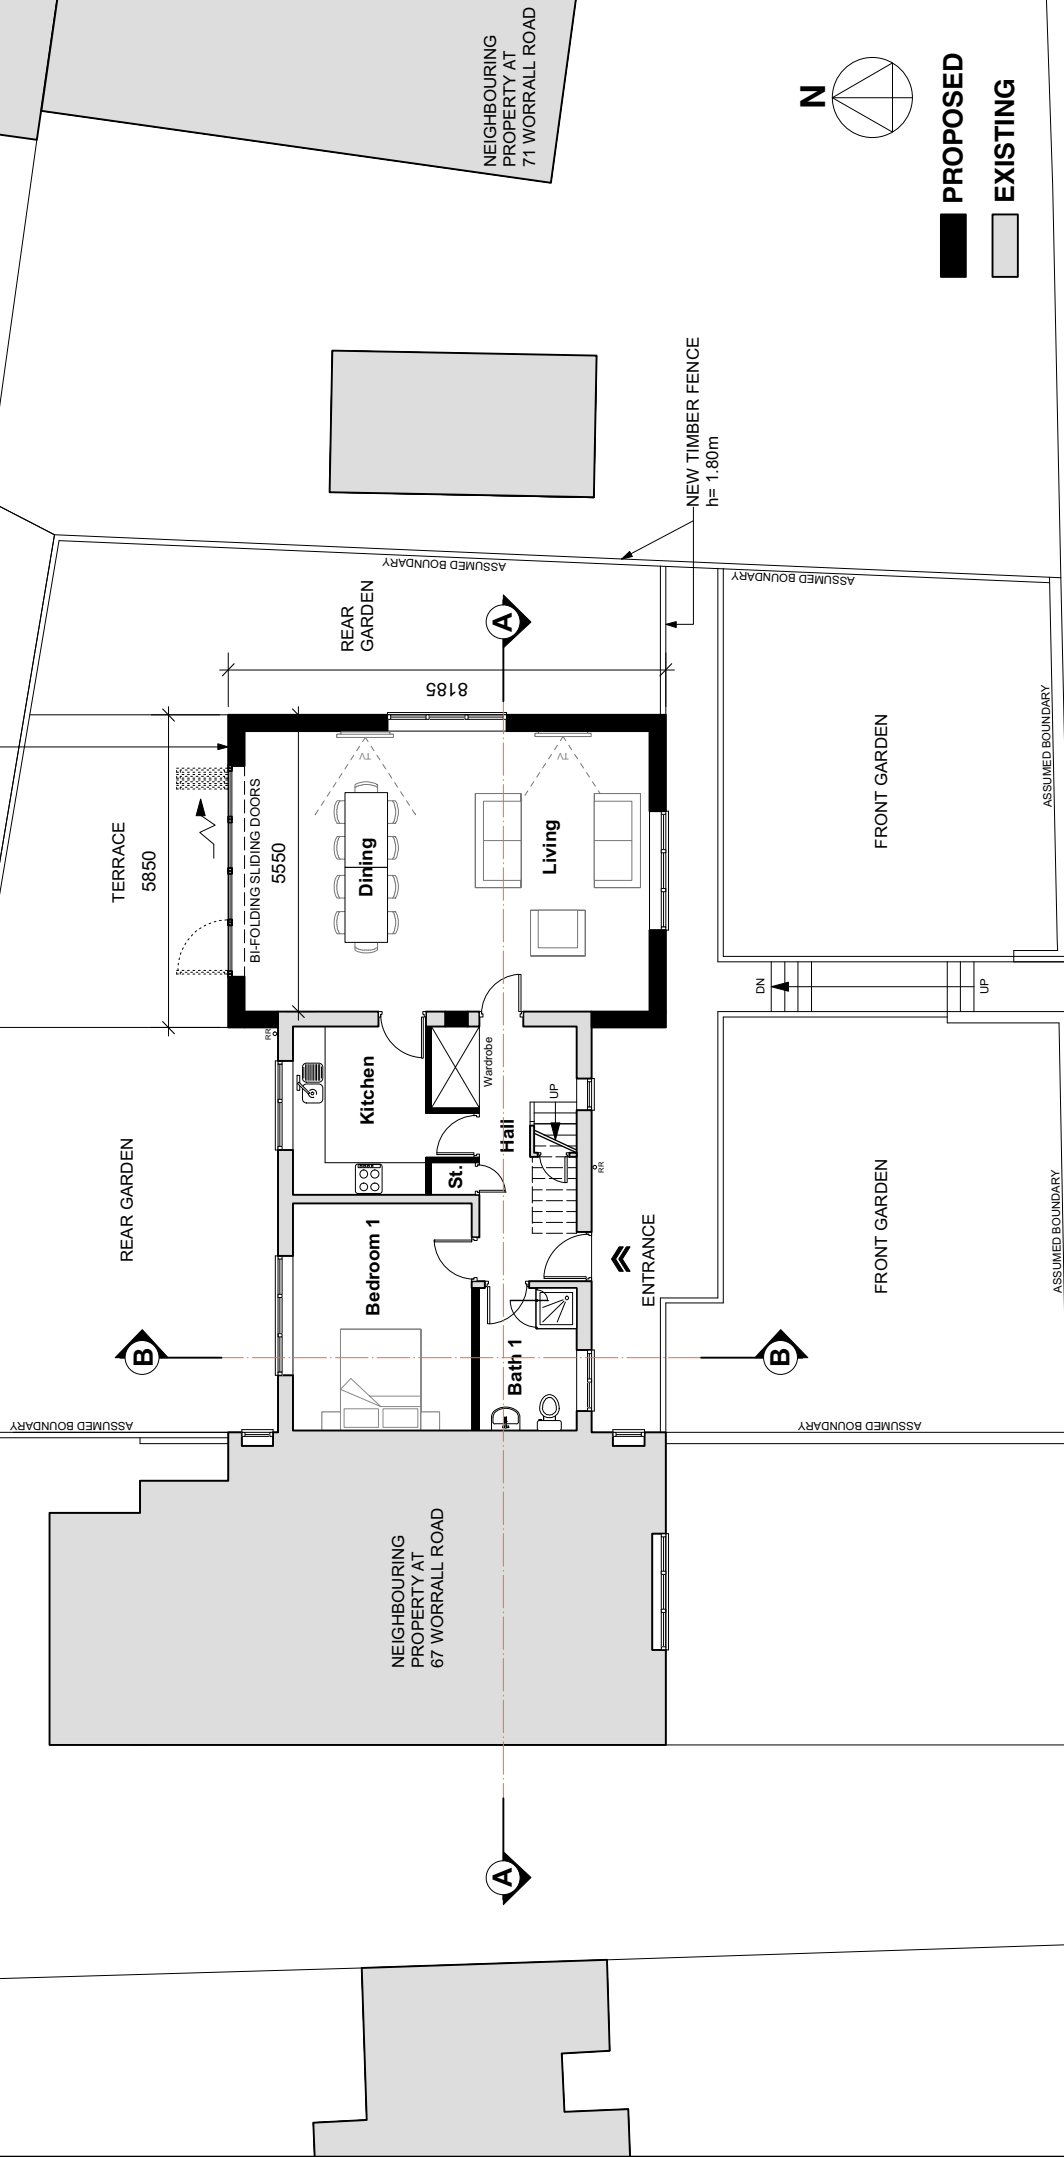 NEIGHBOURING
PROPERTY AT
71 WORRALL ROAD
N
PROPOSED
EXISTING
NEW TIMBER FENCE
h= 1.80m
ASSUMED BOUNDARY
ASSUMED BOUNDARY
REAR
GARDEN
A
8185
TERRACE
5850
BI-FOLDING SLIDING DOORS
5550
TV
TV
Dining
Living
FRONT GARDEN
ASSUMED BOUNDARY
DN
UP
RR
Kitchen
Wardrobe
Hall
UP
St.
RR
REAR GARDEN
Bedroom 1
Bath 1
ENTRANCE
FRONT GARDEN
ASSUMED BOUNDARY
B
B
ASSUMED BOUNDARY
ASSUMED BOUNDARY
NEIGHBOURING
PROPERTY AT
67 WORRALL ROAD
A